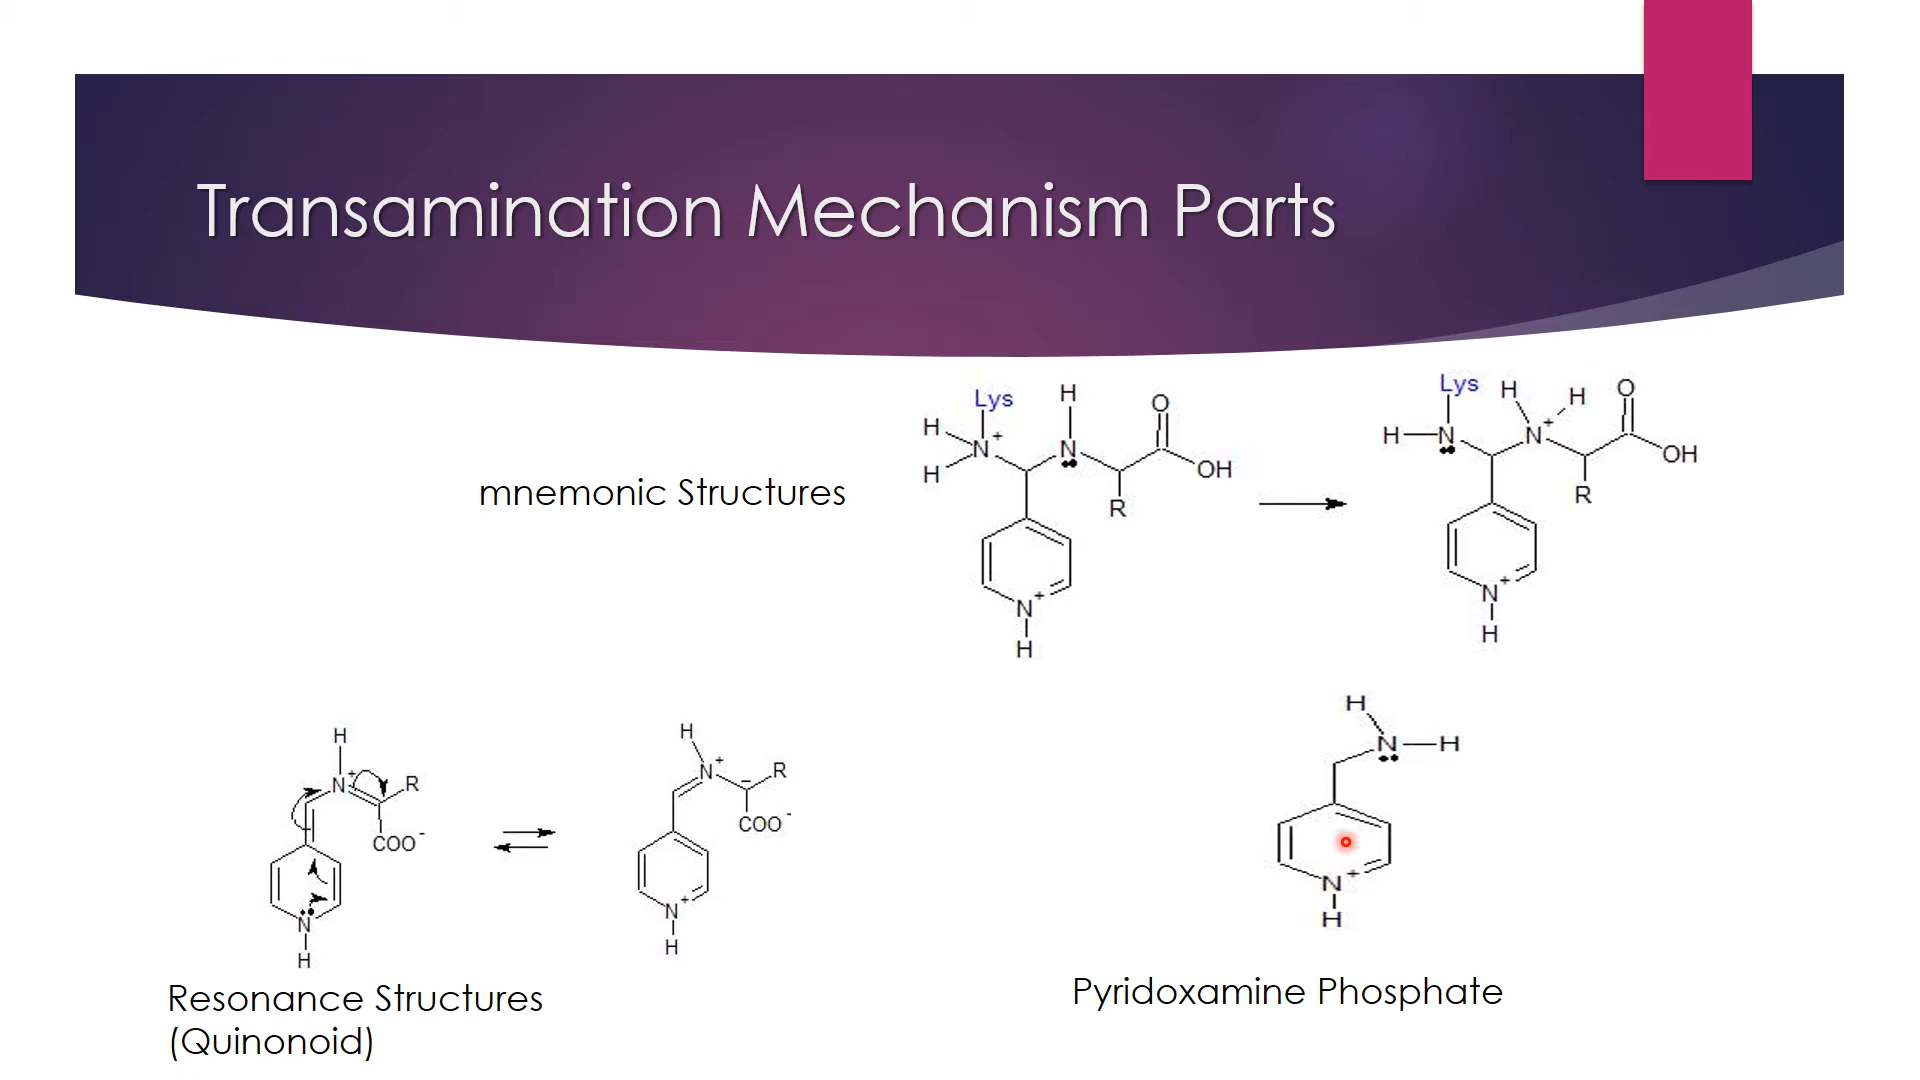 Transamination Mechanism Parts
mnemonic Structures
Lys
H
H
N
+
H
N
O
OH
R
N
+
H
Lys
H
N
H
H
N
+
O
OH
R
N
+
H
H
N
+
R
COO
-
N
H
H
N
+
-
R
COO
-
N
+
H
H
N
H
N
+
H
Resonance Structures
(Quinonoid)
Pyridoxamine Phosphate